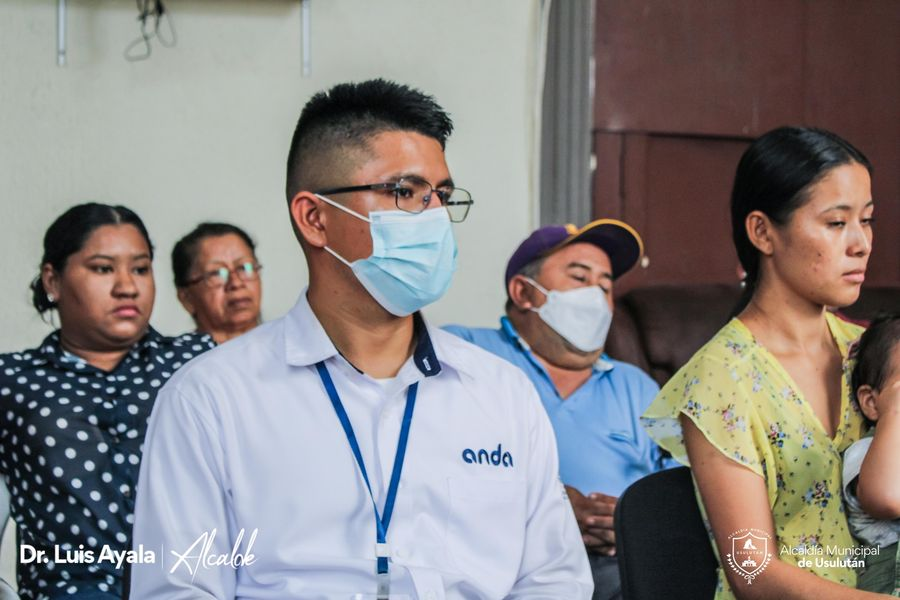 anda
Dr. Luis Ayala
Alcalde
Alcaldía Municipal
de Usulután